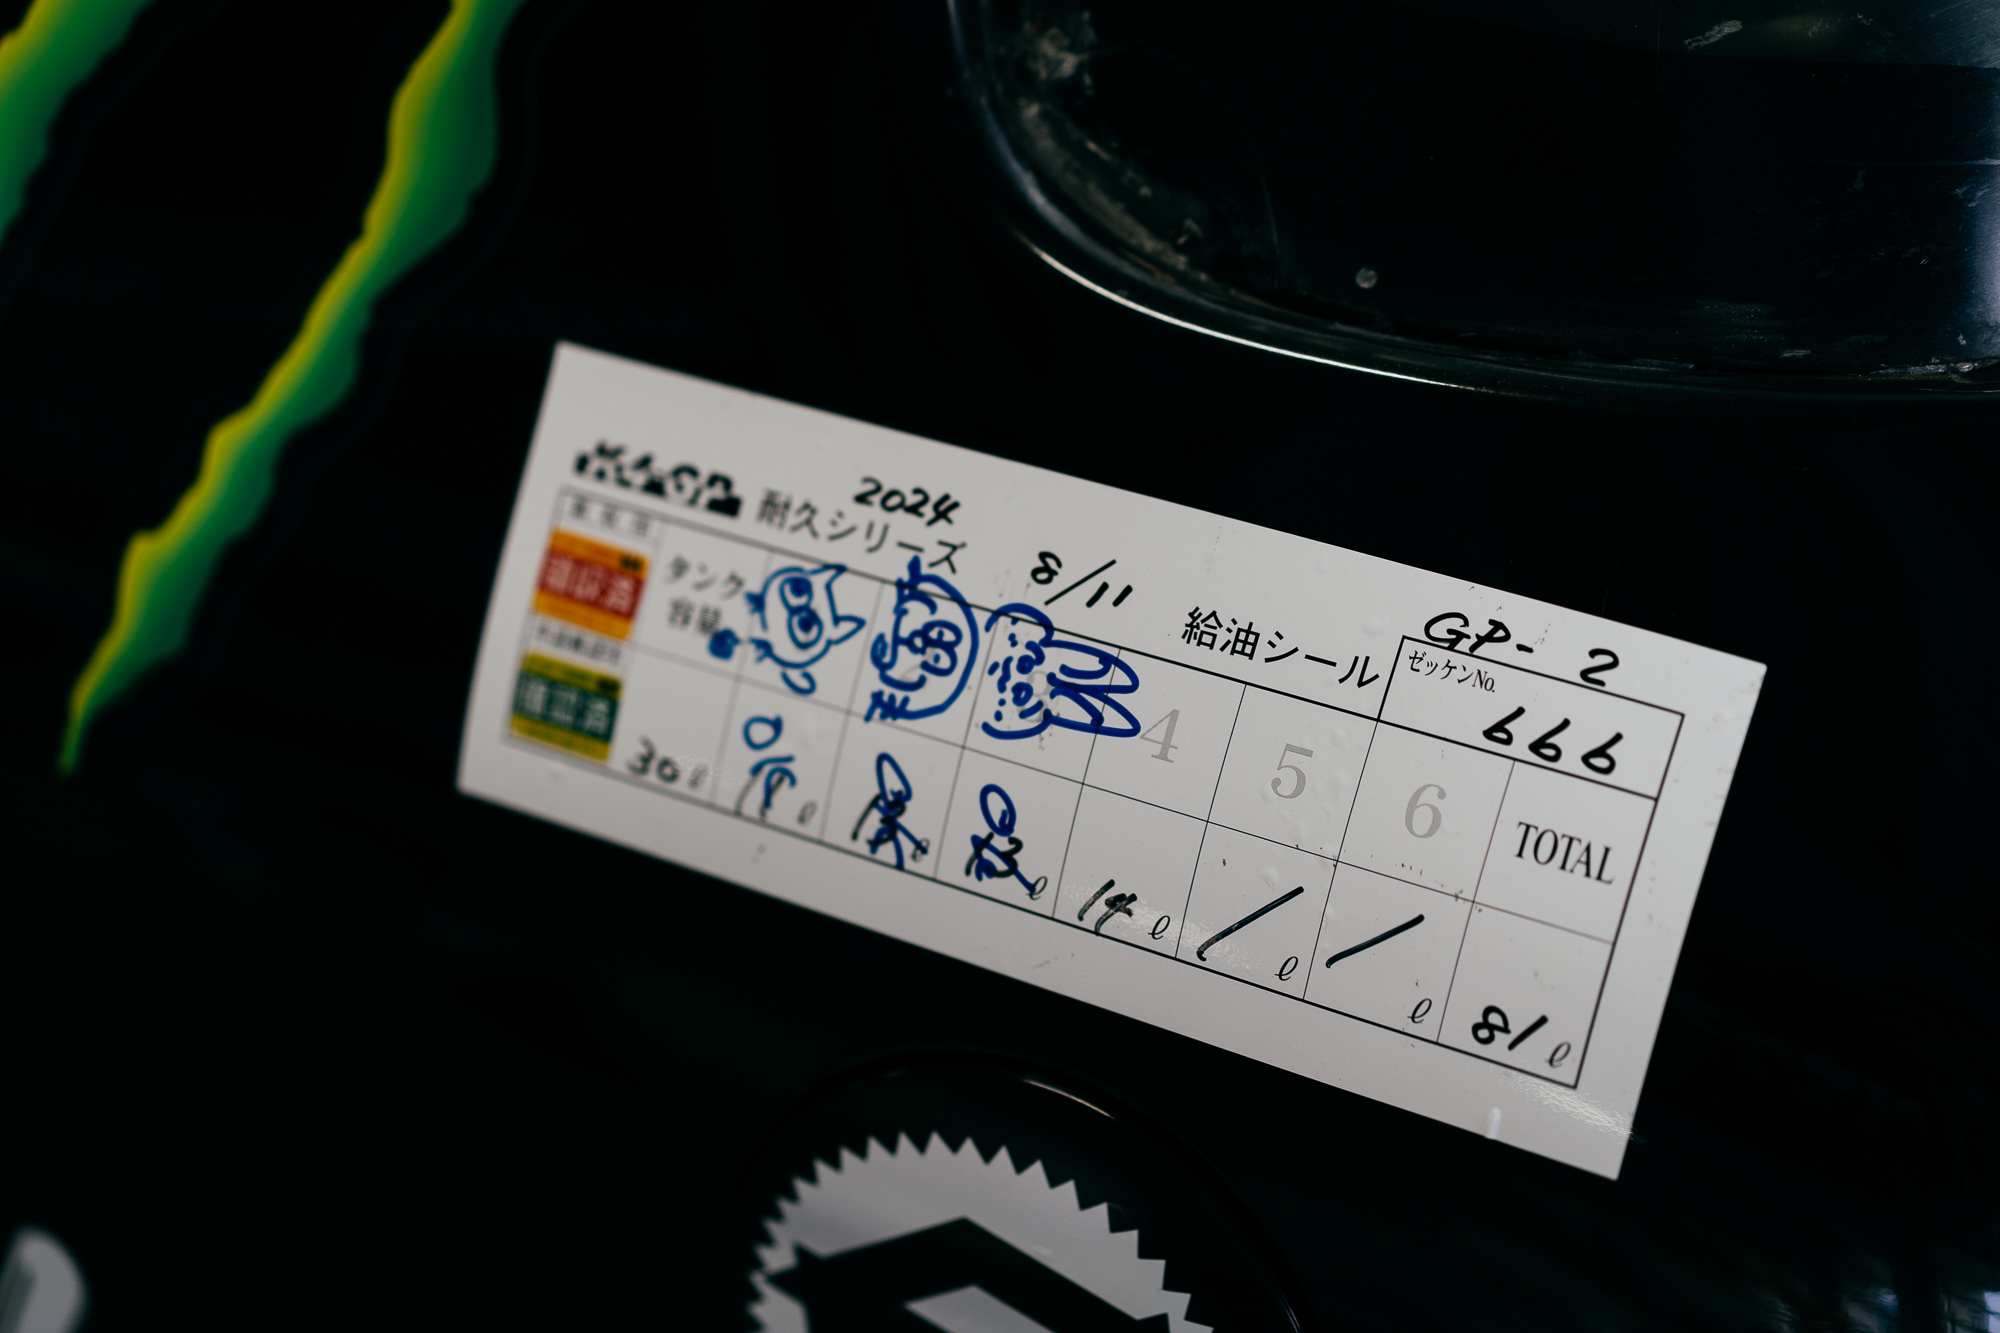 2024
耐久シリーズ
8/11
給油シール
GP-2
ゼッケンNo.
666
タンク
容量
4
5
6
TOTAL
30ℓ
ℓ
ℓ
ℓ
14ℓ
/ℓ
/ℓ
81ℓ